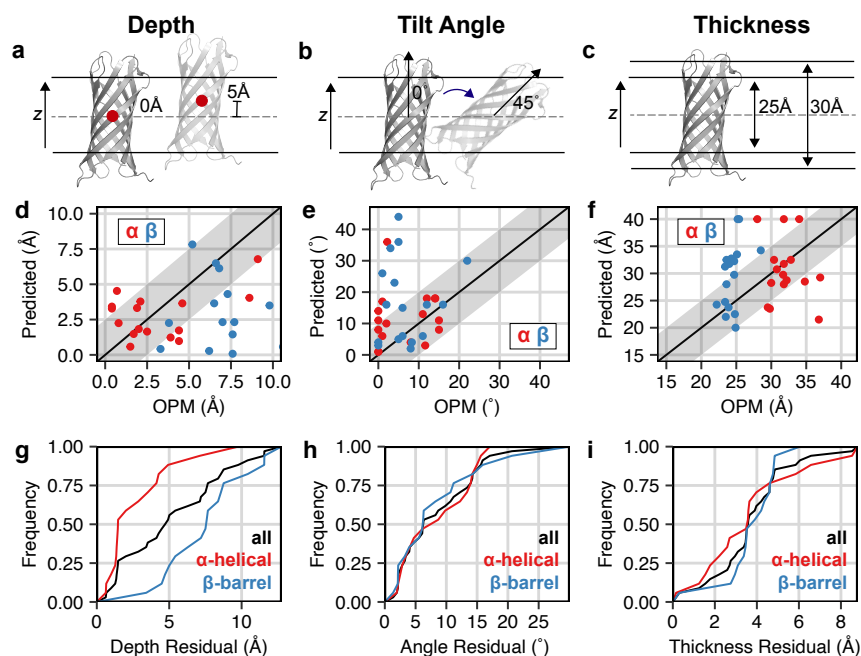 Depth Tilt Angle Thickness
a b c
z 0Å 5Å
z 0° 45°
z 25Å 30Å
d e f
Predicted (Å)
10.0
7.5
5.0
2.5
0.0
α β
0.0 2.5 5.0 7.5 10.0
OPM (Å)
Predicted (°)
40
30
20
10
0
α β
0 10 20 30 40
OPM (°)
Predicted (Å)
40
35
30
25
20
15
α β
15 20 25 30 35 40
OPM (Å)
g h i
Frequency
1.00
0.75
0.50
0.25
0.00
all
α-helical
β-barrel
0 5 10
Depth Residual (Å)
Frequency
1.00
0.75
0.50
0.25
0.00
all
α-helical
β-barrel
0 5 10 15 20 25
Angle Residual (°)
Frequency
1.00
0.75
0.50
0.25
0.00
all
α-helical
β-barrel
0 2 4 6 8
Thickness Residual (Å)